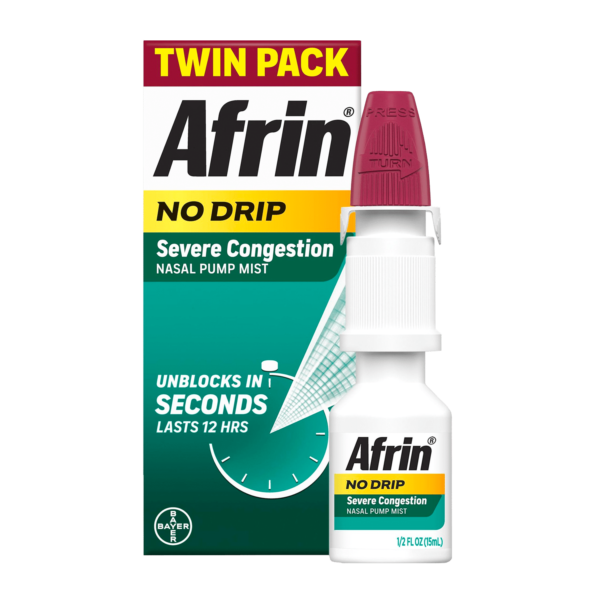 TWIN PACK
Afrin®
NO DRIP
Severe Congestion
NASAL PUMP MIST
UNBLOCKS IN
SECONDS
LASTS 12 HRS
BAYER
BAYER
PRESS
TURN
Afrin®
NO DRIP
Severe Congestion
NASAL PUMP MIST
1/2 FL OZ (15mL)